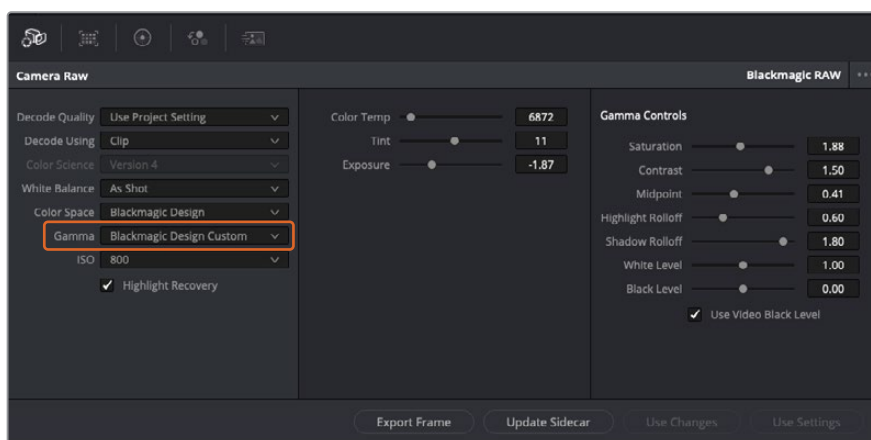 Camera Raw
Blackmagic RAW
Decode Quality Use Project Setting
Decode Using Clip
Color Science Version 4
White Balance As Shot
Color Space Blackmagic Design
Gamma Blackmagic Design Custom
ISO 800
Highlight Recovery
Color Temp 6872
Tint 11
Exposure -1.87
Gamma Controls
Saturation 1.88
Contrast 1.50
Midpoint 0.41
Highlight Rolloff 0.60
Shadow Rolloff 1.80
White Level 1.00
Black Level 0.00
Use Video Black Level
Export Frame
Update Sidecar
Use Changes
Use Settings